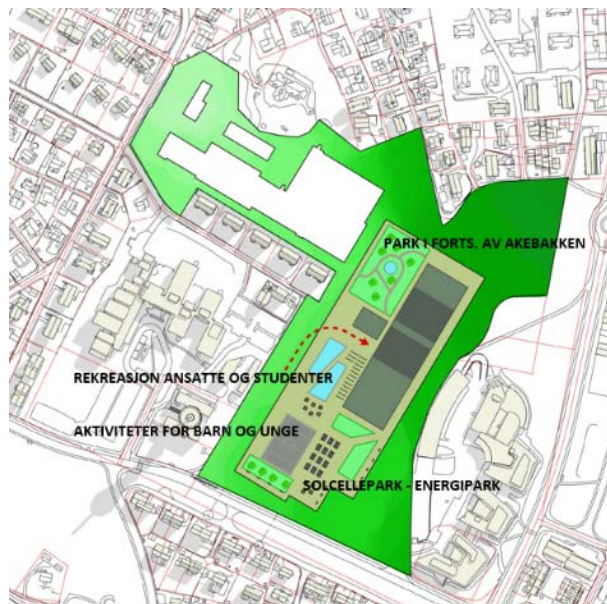 PARK I FORTS. AV AKEBAKKEN
REKREASJON ANSATTE OG STUDENTER
AKTIVITETER FOR BARN OG UNGE
SOLCELLEPARK - ENERGIPARK